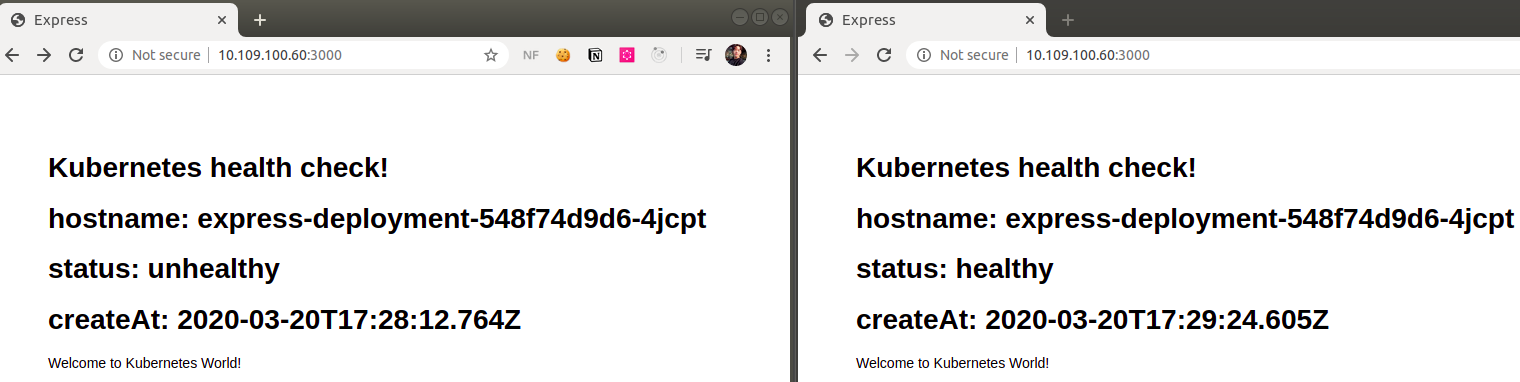 Express
Not secure 10.109.100.60:3000
NF
N
Kubernetes health check!
hostname: express-deployment-548f74d9d6-4jcpt
status: unhealthy
createAt: 2020-03-20T17:28:12.764Z
Welcome to Kubernetes World!
Express
Not secure 10.109.100.60:3000
Kubernetes health check!
hostname: express-deployment-548f74d9d6-4jcpt
status: healthy
createAt: 2020-03-20T17:29:24.605Z
Welcome to Kubernetes World!